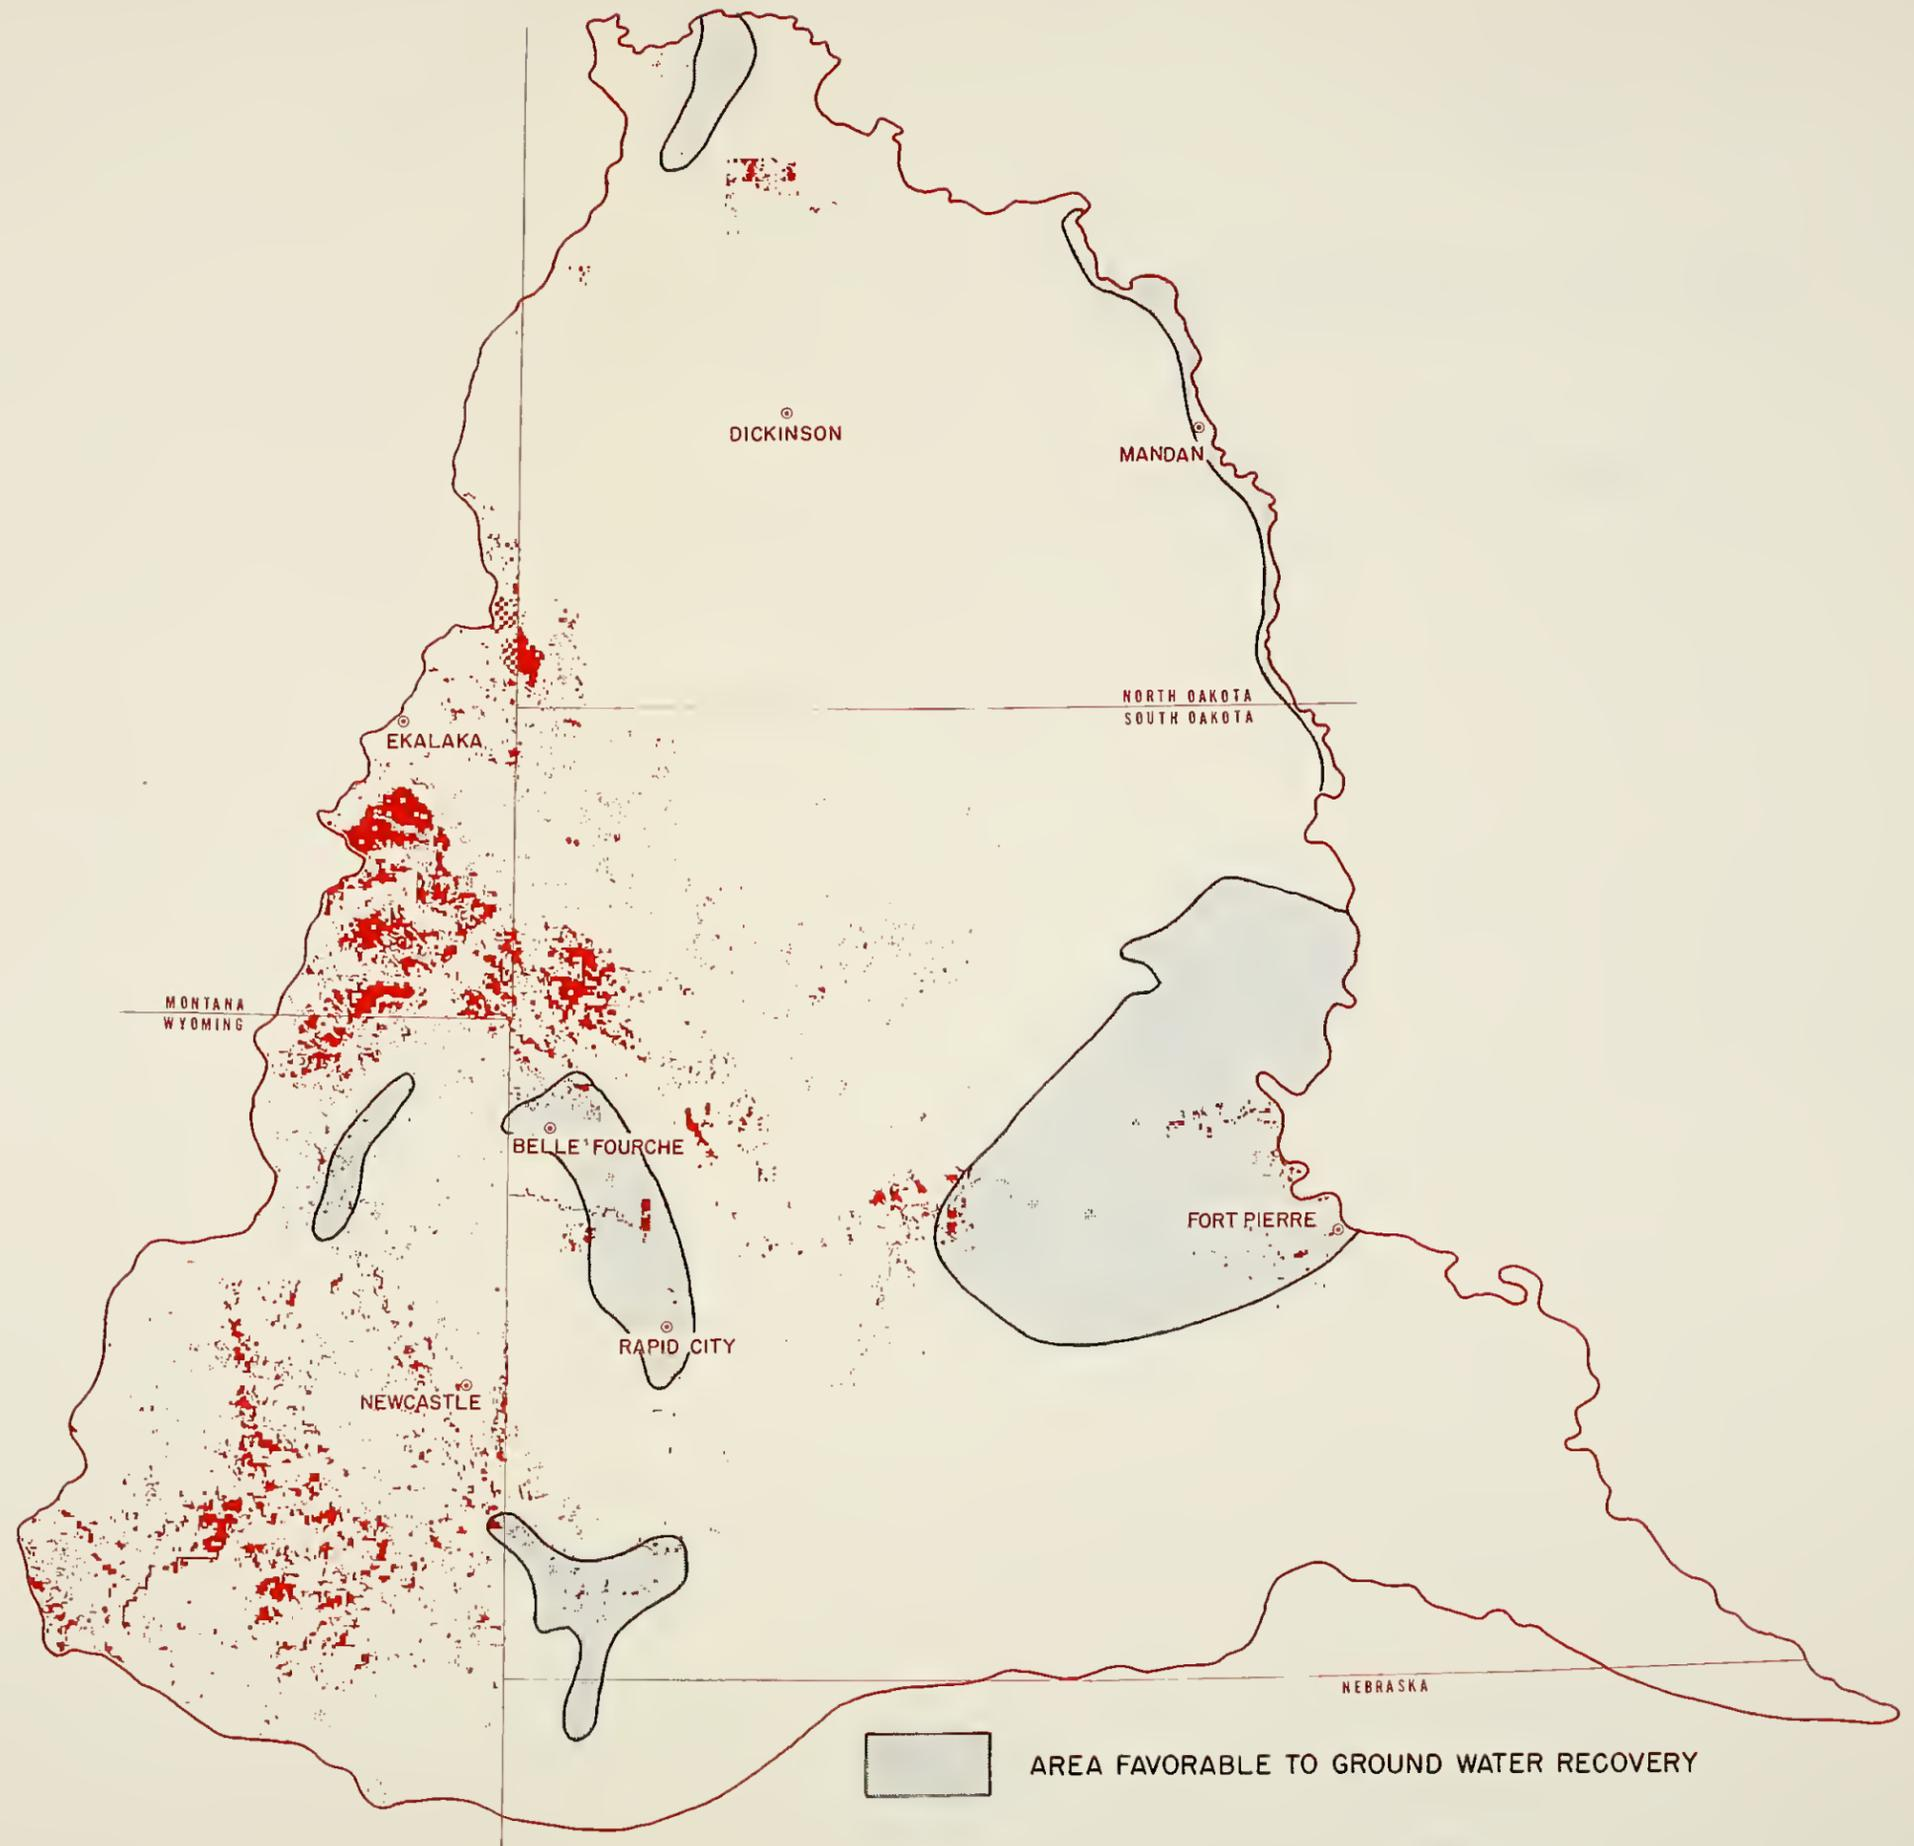 DICKINSON
MANDAN
NORTH OAKOTA
SOUTH OAKOTA
EKALAKA
MONTANA
WYOMING
BELLE FOURCHE
FORT PIERRE
RAPID CITY
NEWCASTLE
NEBRASKA
AREA FAVORABLE TO GROUND WATER RECOVERY